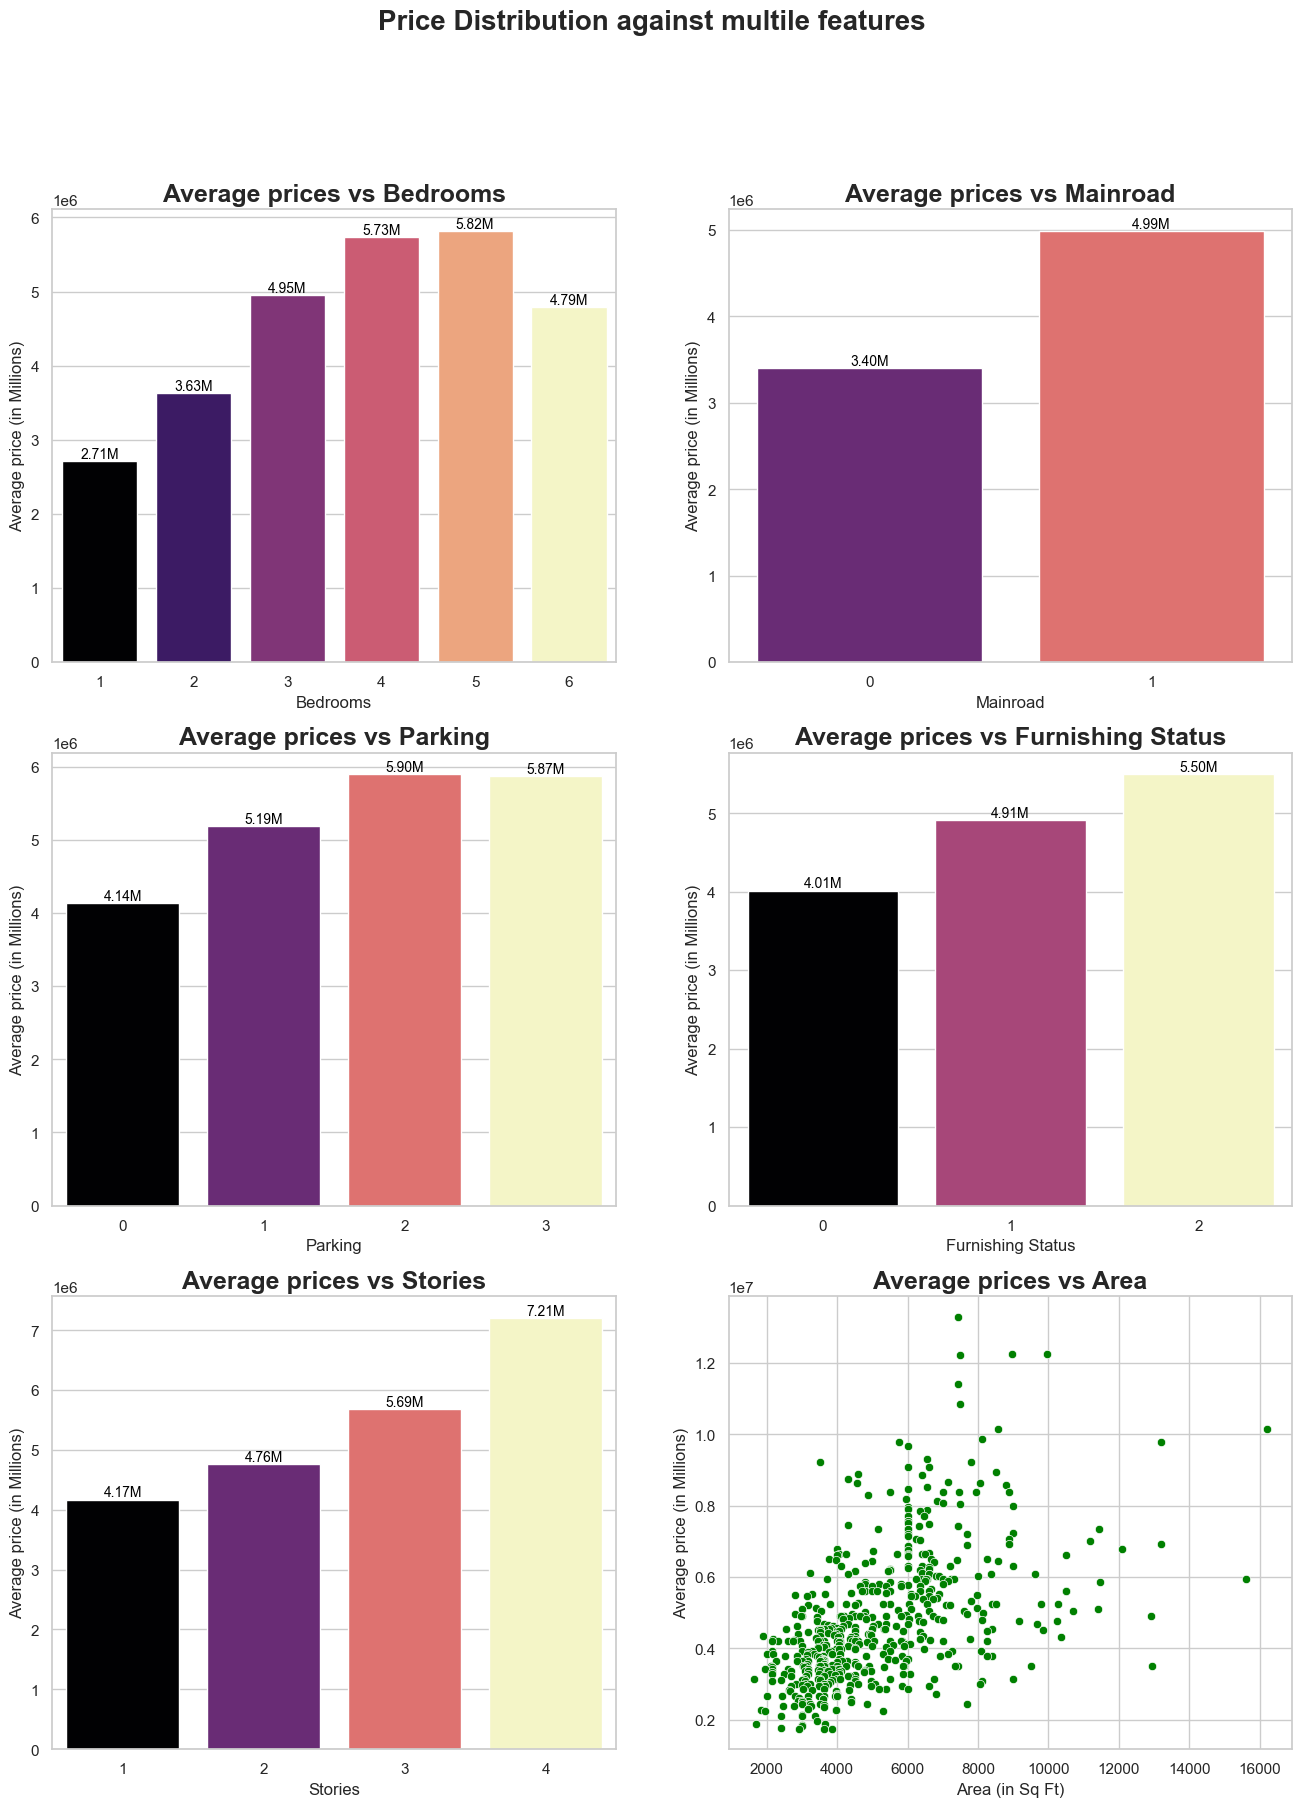 Price Distribution against multile features
Average prices vs Bedrooms
1e6
Average price (in Millions)
6
5
4
3
2
1
0
2.71M
3.63M
4.95M
5.73M
5.82M
4.79M
1 2 3 4 5 6
Bedrooms
Average prices vs Mainroad
1e6
Average price (in Millions)
5
4
3
2
1
0
3.40M
4.99M
0 1
Mainroad
Average prices vs Parking
1e6
Average price (in Millions)
6
5
4
3
2
1
0
4.14M
5.19M
5.90M
5.87M
0 1 2 3
Parking
Average prices vs Furnishing Status
1e6
Average price (in Millions)
5
4
3
2
1
0
4.01M
4.91M
5.50M
0 1 2
Furnishing Status
Average prices vs Stories
1e6
Average price (in Millions)
7
6
5
4
3
2
1
0
4.17M
4.76M
5.69M
7.21M
1 2 3 4
Stories
Average prices vs Area
1e7
Average price (in Millions)
1.2
1.0
0.8
0.6
0.4
0.2
2000 4000 6000 8000 10000 12000 14000 16000
Area (in Sq Ft)